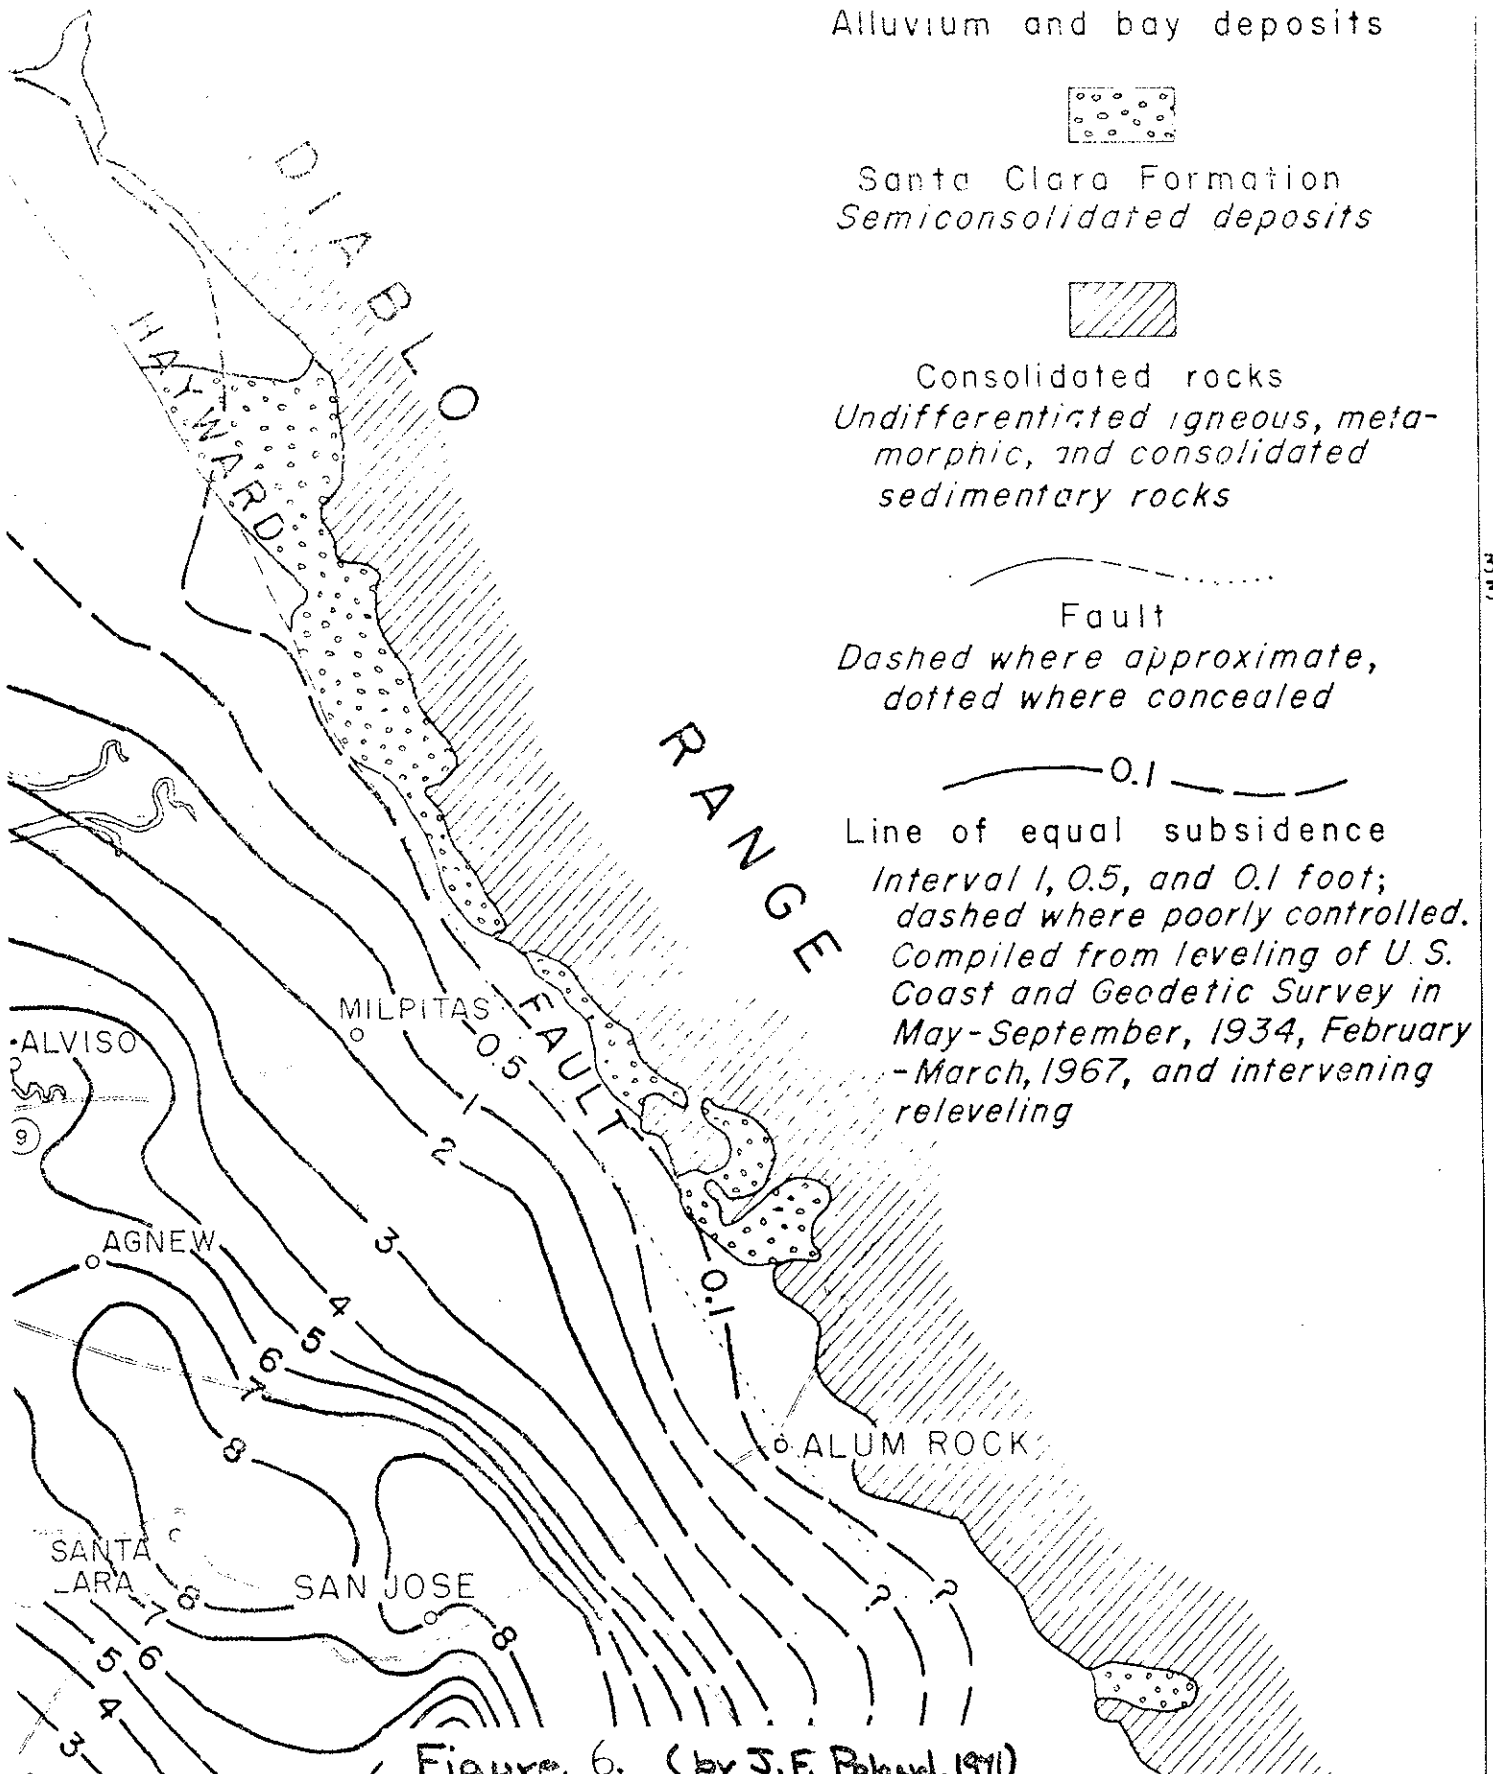 Alluvium and bay deposits
Santa Clara Formation
Semiconsolidated deposits
Consolidated rocks
Undifferentiated igneous, meta-
morphic, and consolidated
sedimentary rocks
Fault
Dashed where approximate,
dotted where concealed
0.1
Line of equal subsidence
Interval 1, 0.5, and 0.1 foot;
dashed where poorly controlled.
Compiled from leveling of U.S.
Coast and Geodetic Survey in
May-September, 1934, February
-March, 1967, and intervening
releveling
DIABLO
RANGE
HAYWARD
FAULT
MILPITAS
ALVISO
9
0.5
1
2
AGNEW
3
0.1
4
5
6
7
8
ALUM ROCK
SANTA
LARA
SAN JOSE
8
7
8
? ?
6
5
4
3
Figure 6. (by J.F. Poland, 1971)